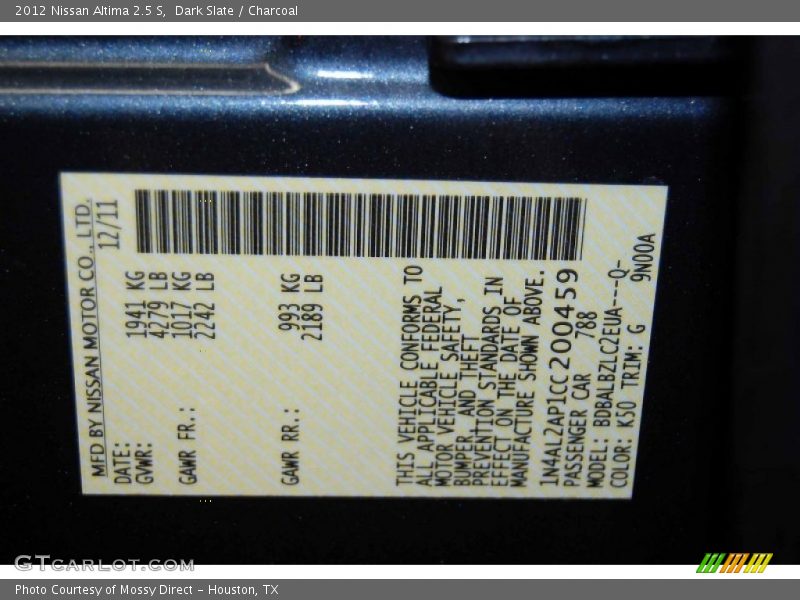 2012 Nissan Altima 2.5 S, Dark Slate / Charcoal
MFD BY NISSAN MOTOR CO., LTD.
DATE: 12/11
GVWR: 1941 KG
4279 LB
GAWR FR.: 1017 KG
2242 LB
GAWR RR.: 993 KG
2189 LB
THIS VEHICLE CONFORMS TO
ALL APPLICABLE FEDERAL
MOTOR VEHICLE SAFETY,
BUMPER, AND THEFT
PREVENTION STANDARDS IN
EFFECT ON THE DATE OF
MANUFACTURE SHOWN ABOVE.
1N4AL2AP1CC200459
PASSENGER CAR 788
MODEL: BDBALBZLC2EUA---Q-
COLOR: K50 TRIM: G 9N00A
GTCARLOT.COM
Photo Courtesy of Mossy Direct - Houston, TX